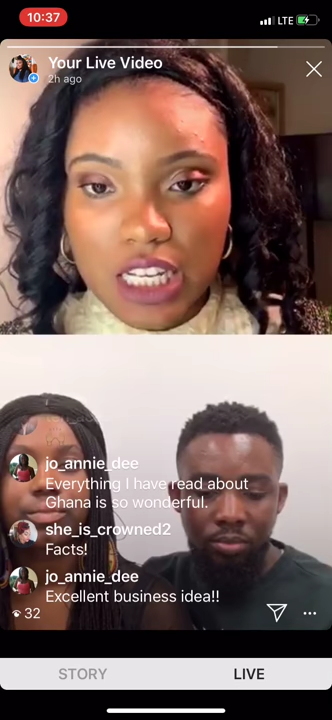 10:37
LTE
Your Live Video
2h ago
jo_annie_dee
Everything I have read about
Ghana is so wonderful.
she_is_crowned2
Facts!
jo_annie_dee
Excellent business idea!!
32
STORY
LIVE